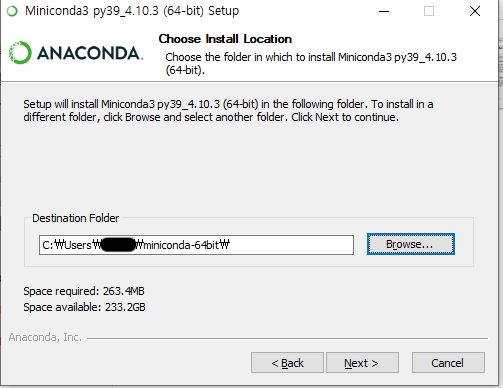 Miniconda3 py39_4.10.3 (64-bit) Setup
ANACONDA.
Choose Install Location
Choose the folder in which to install Miniconda3 py39_4.10.3
(64-bit).
Setup will install Miniconda3 py39_4.10.3 (64-bit) in the following folder. To install in a
different folder, click Browse and select another folder. Click Next to continue.
Destination Folder
C:₩Users₩ ₩miniconda-64bit₩
Browse...
Space required: 263.4MB
Space available: 233.2GB
Anaconda, Inc.
< Back
Next >
Cancel